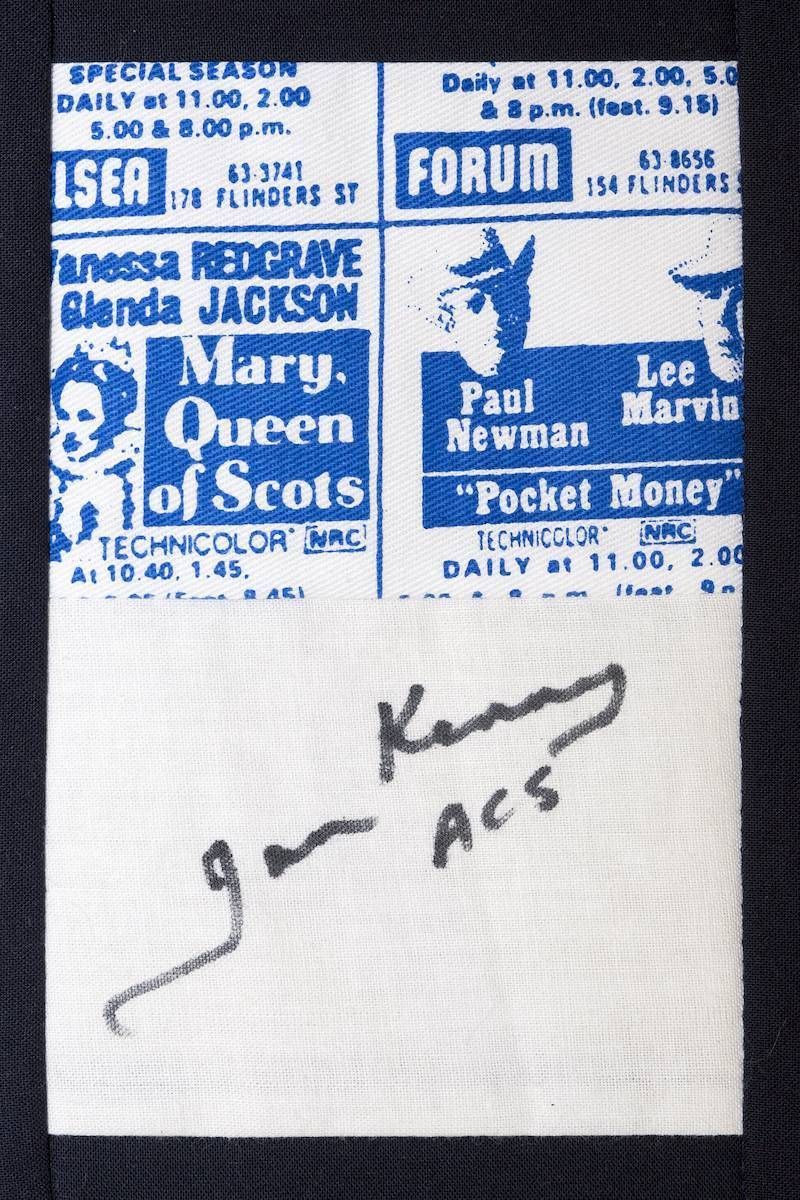 SPECIAL SEASON
DAILY at 11.00, 2.00
5.00 & 8.00 p.m.
LSEA
63-3741
178 FLINDERS ST
Daily at 11.00, 2.00, 5.0
& 8 p.m. (feat. 9.15)
FORUM
63-8656
154 FLINDERS
Vanessa REDGRAVE
Glenda JACKSON
Mary,
Queen
of Scots
TECHNICOLOR NRC
At 10.40, 1.45,
Paul
Newman
Lee
Marvin
"Pocket Money"
TECHNICOLOR NRC
DAILY at 11.00, 2.00
Kenny
ACS